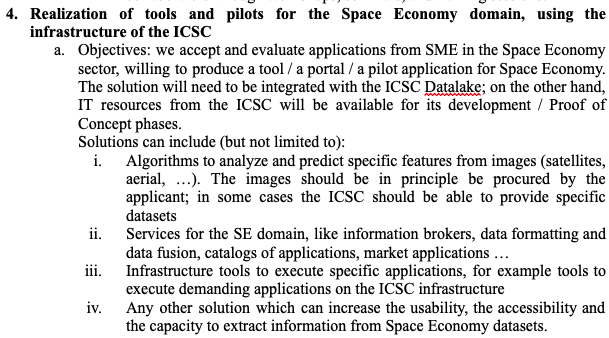 4. Realization of tools and pilots for the Space Economy domain, using the
infrastructure of the ICSC
a. Objectives: we accept and evaluate applications from SME in the Space Economy
sector, willing to produce a tool / a portal / a pilot application for Space Economy.
The solution will need to be integrated with the ICSC Datalake; on the other hand,
IT resources from the ICSC will be available for its development / Proof of
Concept phases.
Solutions can include (but not limited to):
i. Algorithms to analyze and predict specific features from images (satellites,
aerial, …). The images should be in principle be procured by the
applicant; in some cases the ICSC should be able to provide specific
datasets
ii. Services for the SE domain, like information brokers, data formatting and
data fusion, catalogs of applications, market applications …
iii. Infrastructure tools to execute specific applications, for example tools to
execute demanding applications on the ICSC infrastructure
iv. Any other solution which can increase the usability, the accessibility and
the capacity to extract information from Space Economy datasets.